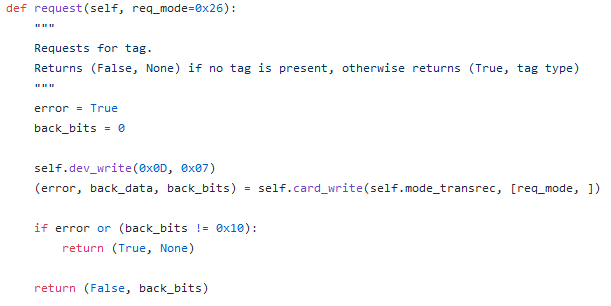 def request(self, req_mode=0x26):
    """
    Requests for tag.
    Returns (False, None) if no tag is present, otherwise returns (True, tag type)
    """
    error = True
    back_bits = 0

    self.dev_write(0x0D, 0x07)
    (error, back_data, back_bits) = self.card_write(self.mode_transrec, [req_mode, ])

    if error or (back_bits != 0x10):
        return (True, None)

    return (False, back_bits)